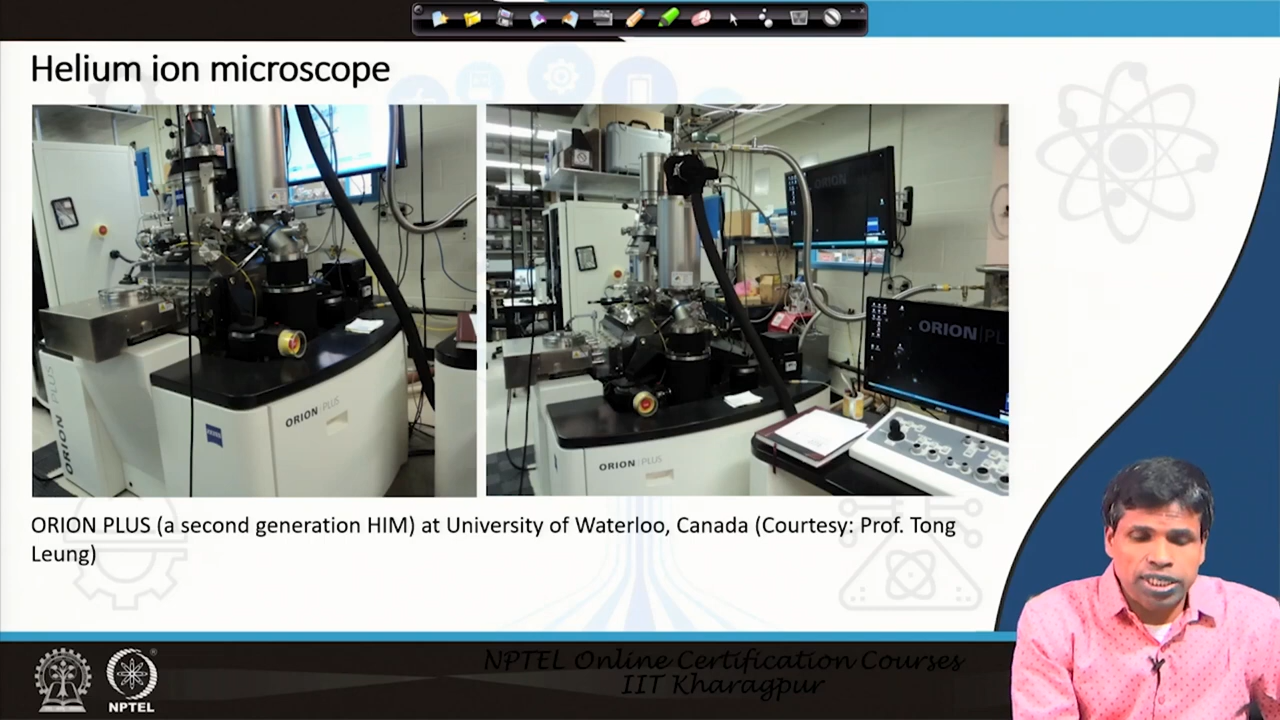 Helium ion microscope
ORION PLUS
ORION PLUS
ZEISS
ORION
ORION PL
ORION PLUS
ORION PLUS (a second generation HIM) at University of Waterloo, Canada (Courtesy: Prof. Tong
Leung)
NPTEL Online Certification Courses
IIT Kharagpur
NPTEL